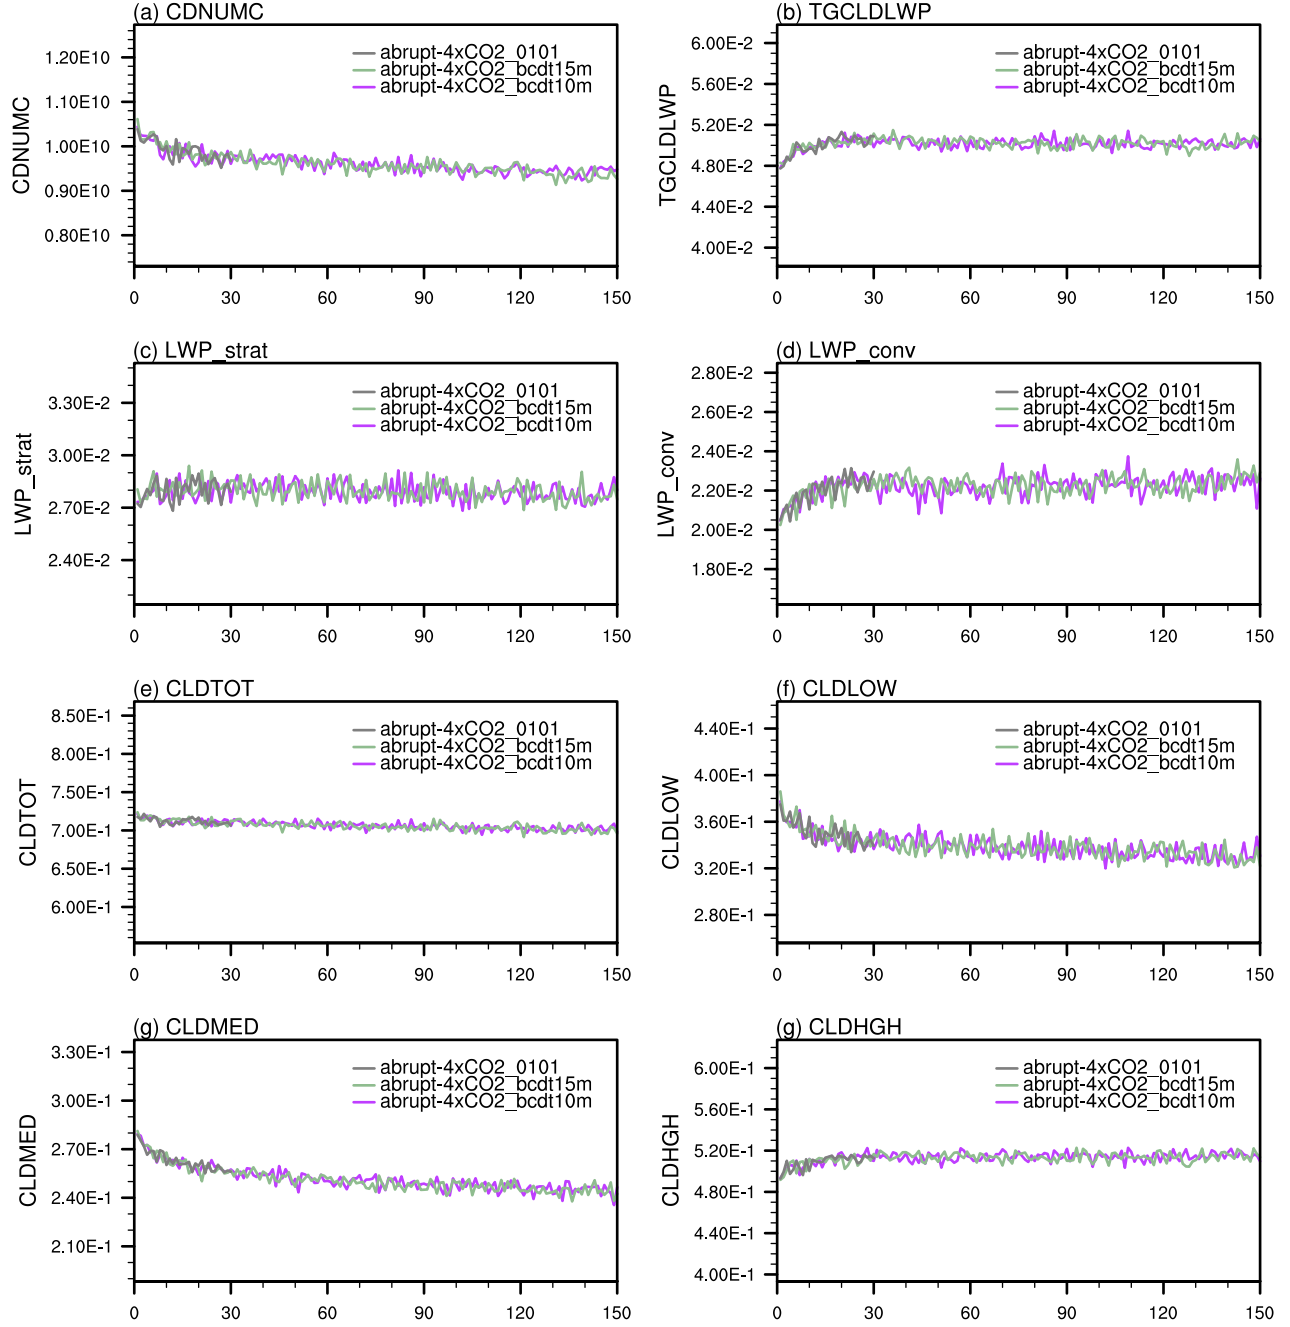 (a) CDNUMC
CDNUMC
1.20E10
1.10E10
1.00E10
0.90E10
0.80E10
abrupt-4xCO2_0101
abrupt-4xCO2_bcdt15m
abrupt-4xCO2_bcdt10m
0 30 60 90 120 150
(b) TGCLDLWP
TGCLDLWP
6.00E-2
5.60E-2
5.20E-2
4.80E-2
4.40E-2
4.00E-2
abrupt-4xCO2_0101
abrupt-4xCO2_bcdt15m
abrupt-4xCO2_bcdt10m
0 30 60 90 120 150
(c) LWP_strat
LWP_strat
3.30E-2
3.00E-2
2.70E-2
2.40E-2
abrupt-4xCO2_0101
abrupt-4xCO2_bcdt15m
abrupt-4xCO2_bcdt10m
0 30 60 90 120 150
(d) LWP_conv
LWP_conv
2.80E-2
2.60E-2
2.40E-2
2.20E-2
2.00E-2
1.80E-2
abrupt-4xCO2_0101
abrupt-4xCO2_bcdt15m
abrupt-4xCO2_bcdt10m
0 30 60 90 120 150
(e) CLDTOT
CLDTOT
8.50E-1
8.00E-1
7.50E-1
7.00E-1
6.50E-1
6.00E-1
abrupt-4xCO2_0101
abrupt-4xCO2_bcdt15m
abrupt-4xCO2_bcdt10m
0 30 60 90 120 150
(f) CLDLOW
CLDLOW
4.40E-1
4.00E-1
3.60E-1
3.20E-1
2.80E-1
abrupt-4xCO2_0101
abrupt-4xCO2_bcdt15m
abrupt-4xCO2_bcdt10m
0 30 60 90 120 150
(g) CLDMED
CLDMED
3.30E-1
3.00E-1
2.70E-1
2.40E-1
2.10E-1
abrupt-4xCO2_0101
abrupt-4xCO2_bcdt15m
abrupt-4xCO2_bcdt10m
0 30 60 90 120 150
(g) CLDHGH
CLDHGH
6.00E-1
5.60E-1
5.20E-1
4.80E-1
4.40E-1
4.00E-1
abrupt-4xCO2_0101
abrupt-4xCO2_bcdt15m
abrupt-4xCO2_bcdt10m
0 30 60 90 120 150